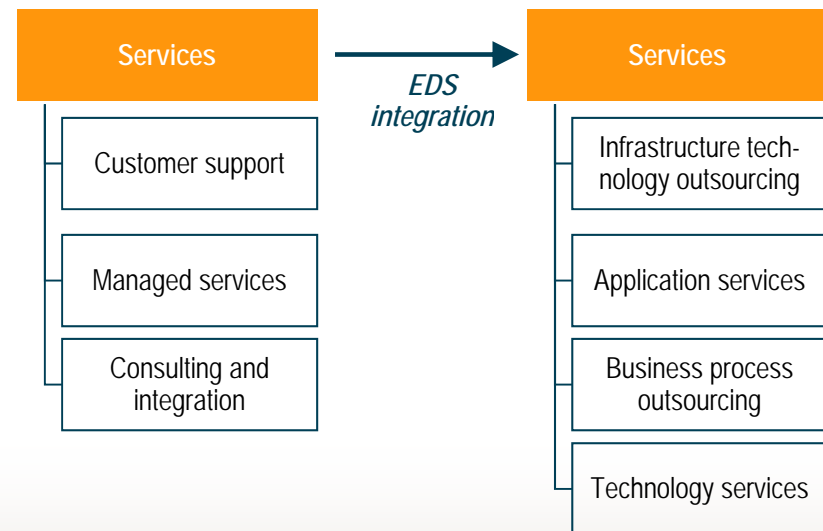 Services
EDS
integration
Services
Customer support
Managed services
Consulting and
integration
Infrastructure tech-
nology outsourcing
Application services
Business process
outsourcing
Technology services